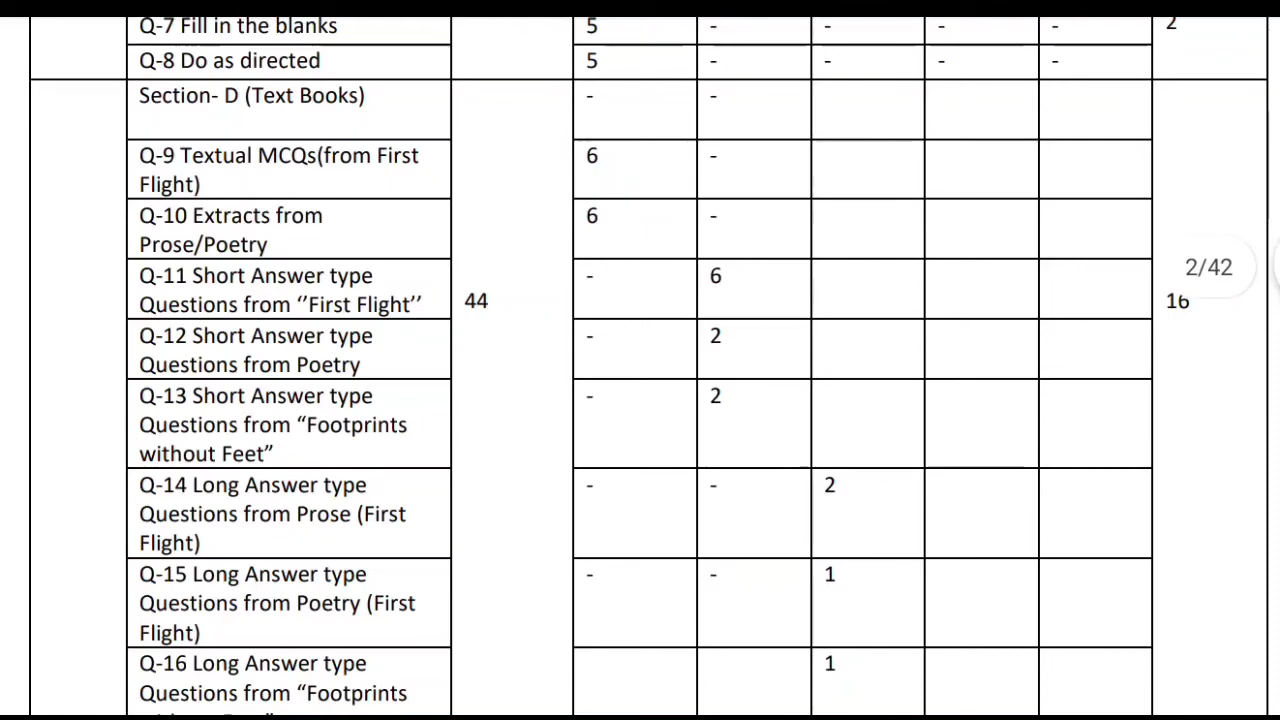 Q-7 Fill in the blanks 5 - - - - 2
Q-8 Do as directed 5 - - - -
Section- D (Text Books) - -
Q-9 Textual MCQs(from First 6 -
Flight)
Q-10 Extracts from 6 -
Prose/Poetry
2/42
Q-11 Short Answer type - 6
Questions from ‘’First Flight’’ 44 16
Q-12 Short Answer type - 2
Questions from Poetry
Q-13 Short Answer type - 2
Questions from “Footprints
without Feet”
Q-14 Long Answer type - - 2
Questions from Prose (First
Flight)
Q-15 Long Answer type - - 1
Questions from Poetry (First
Flight)
Q-16 Long Answer type 1
Questions from “Footprints